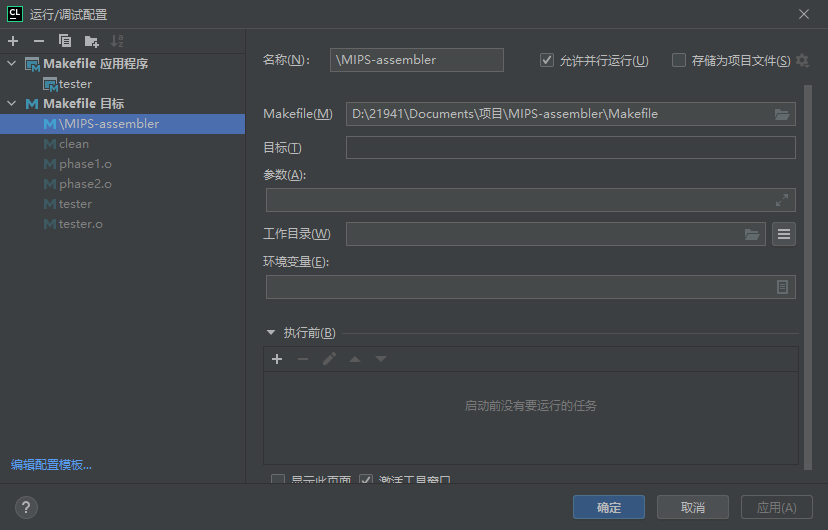 CL 运行/调试配置
Makefile 应用程序
tester
Makefile 目标
\MIPS-assembler
clean
phase1.o
phase2.o
tester
tester.o
编辑配置模板...
名称(N): \MIPS-assembler 允许并行运行(U) 存储为项目文件(S)
Makefile(M) D:\21941\Documents\项目\MIPS-assembler\Makefile
目标(T)
参数(A):
工作目录(W)
环境变量(E):
执行前(B)
启动前没有要运行的任务
显示此页面 激活工具窗口
? 确定 取消 应用(A)